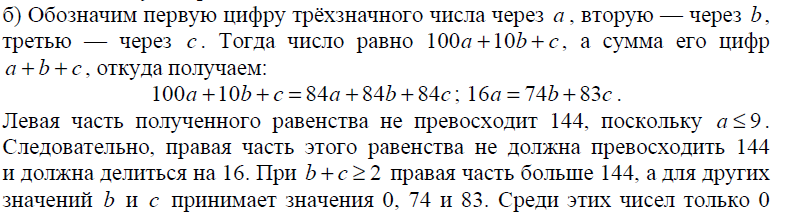 б) Обозначим первую цифру трёхзначного числа через a, вторую — через b,
третью — через c. Тогда число равно 100a+10b+c, а сумма его цифр
a+b+c, откуда получаем:
100a+10b+c=84a+84b+84c; 16a=74b+83c.
Левая часть полученного равенства не превосходит 144, поскольку a≤9.
Следовательно, правая часть этого равенства не должна превосходить 144
и должна делиться на 16. При b+c≥2 правая часть больше 144, а для других
значений b и c принимает значения 0, 74 и 83. Среди этих чисел только 0